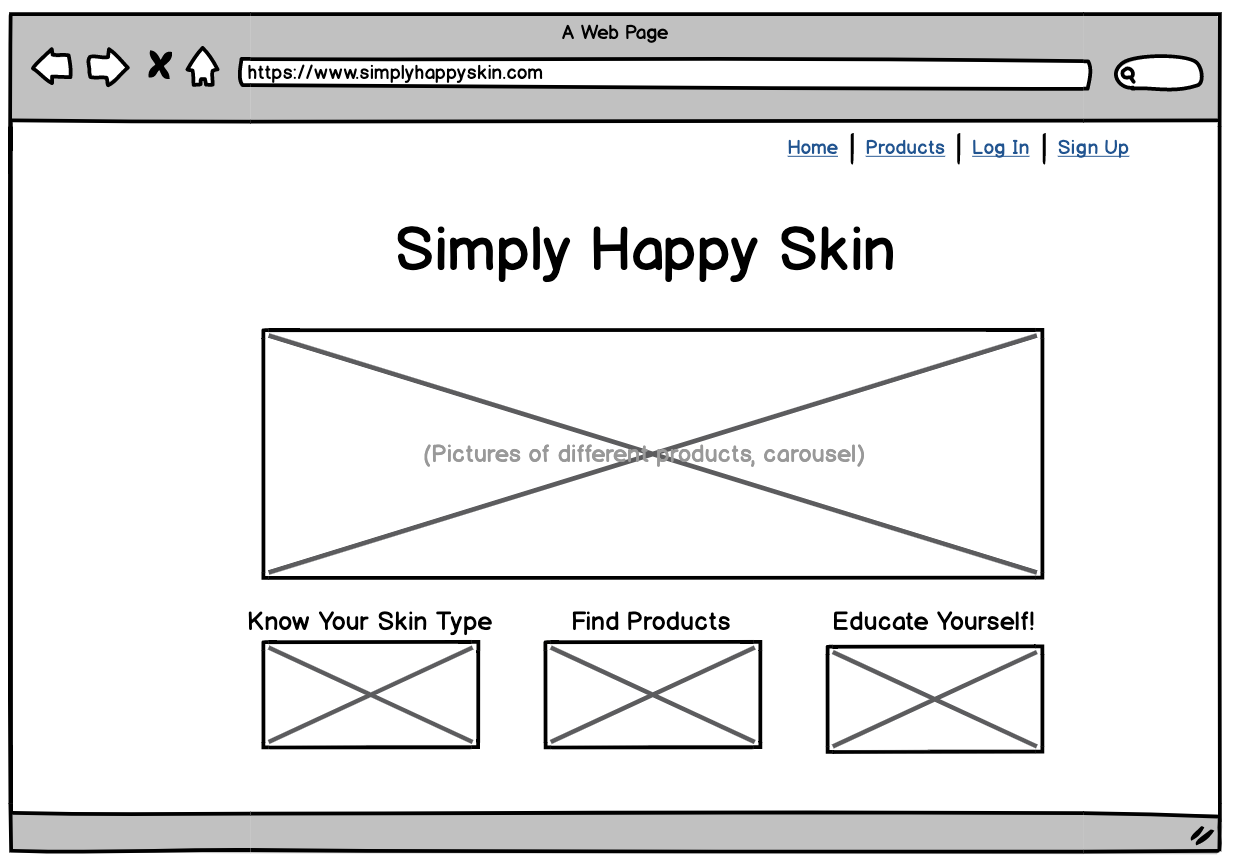 A Web Page
https://www.simplyhappyskin.com
Home | Products | Log In | Sign Up
Simply Happy Skin
(Pictures of different products, carousel)
Know Your Skin Type
Find Products
Educate Yourself!